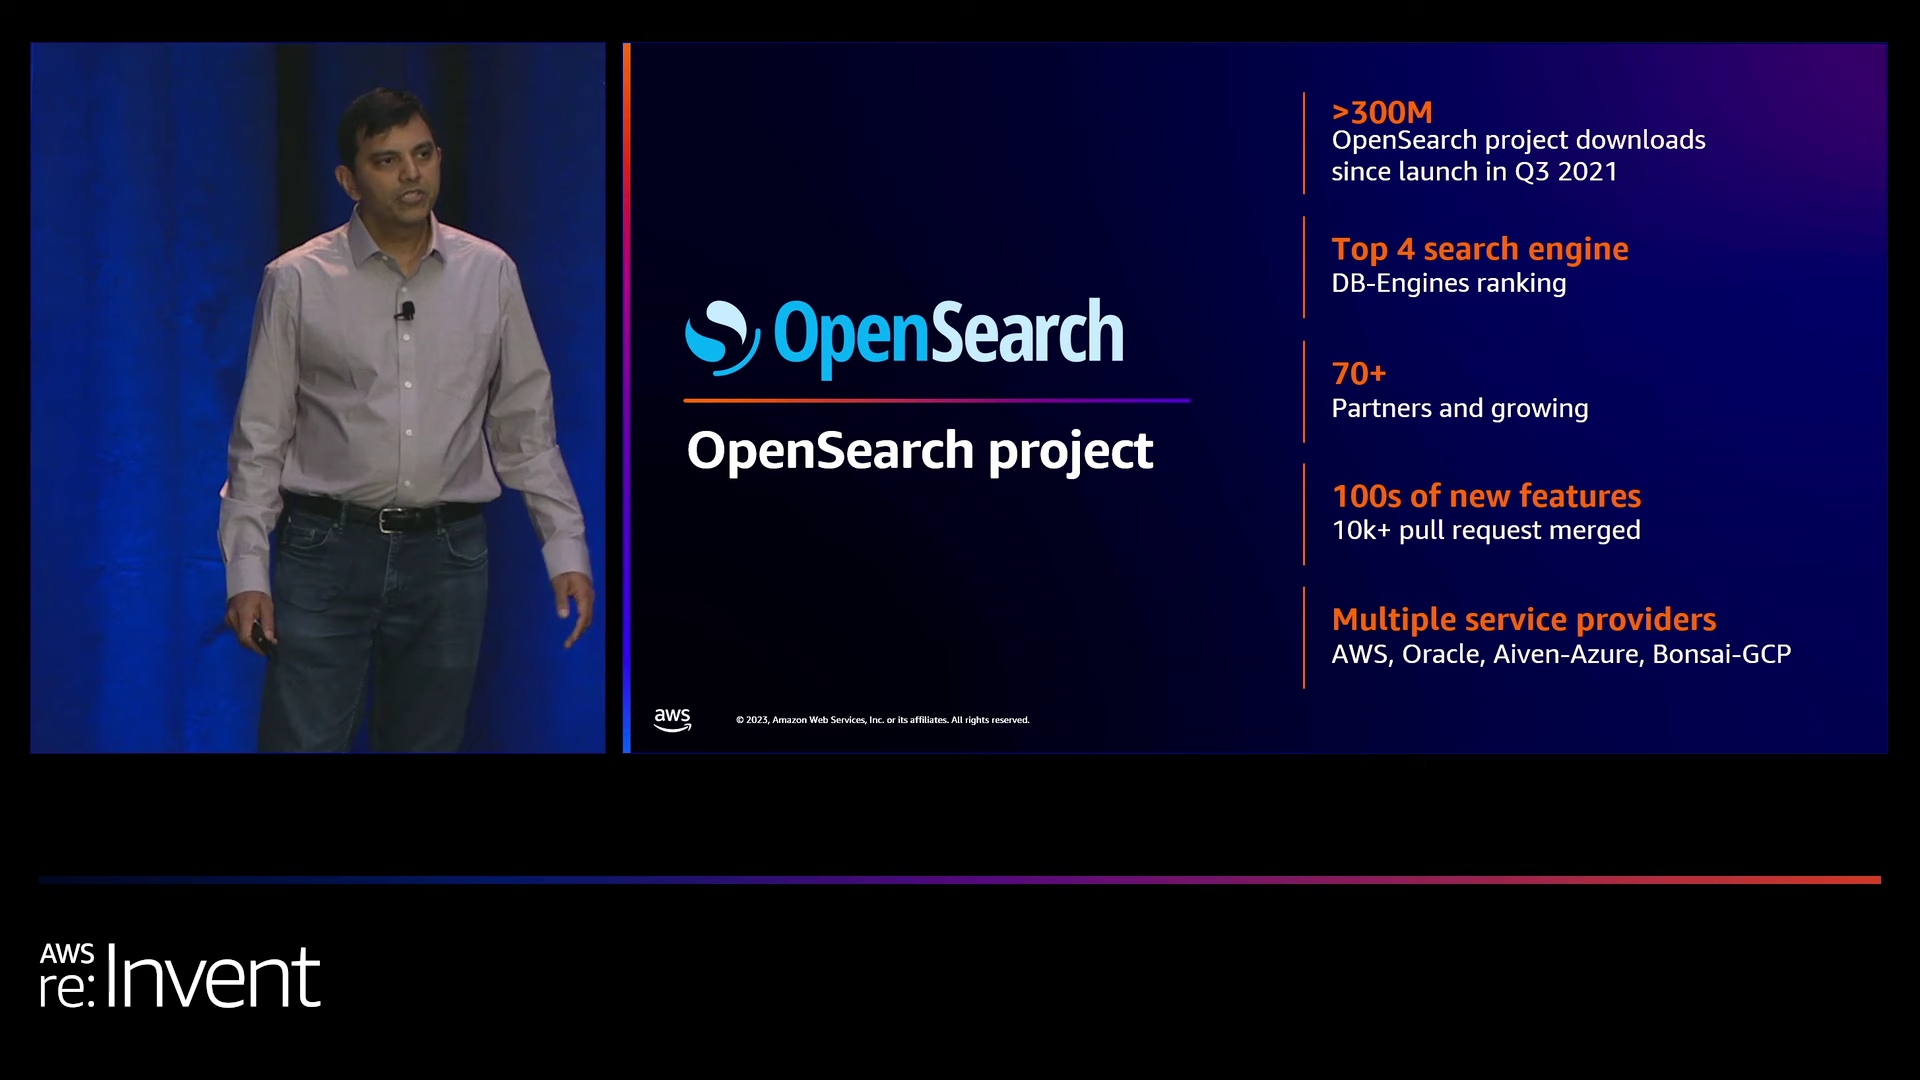 >300M
OpenSearch project downloads
since launch in Q3 2021
Top 4 search engine
DB-Engines ranking
OpenSearch
70+
Partners and growing
OpenSearch project
100s of new features
10k+ pull request merged
Multiple service providers
AWS, Oracle, Aiven-Azure, Bonsai-GCP
aws
© 2023, Amazon Web Services, Inc. or its affiliates. All rights reserved.
AWS
re:Invent